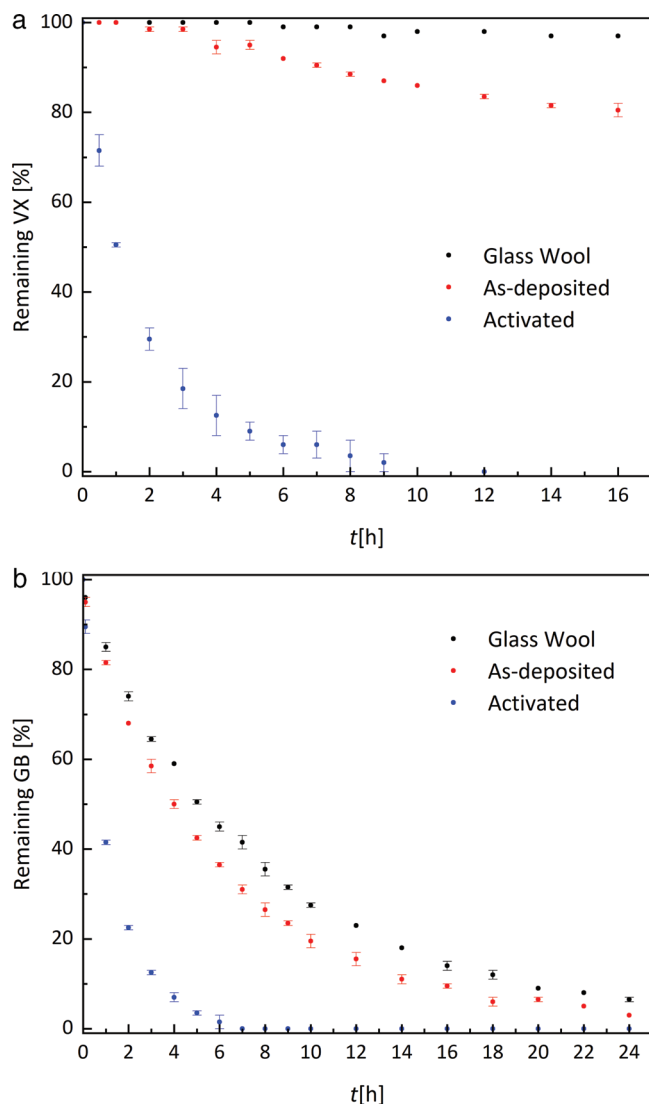 a
100
80
60
40
20
0
Remaining VX [%]
Glass Wool
As-deposited
Activated
2 4 6 8 10 12 14 16
t[h]
b
100
80
60
40
20
0
Remaining GB [%]
Glass Wool
As-deposited
Activated
0 2 4 6 8 10 12 14 16 18 20 22 24
t[h]